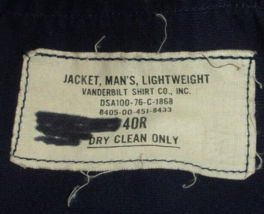 JACKET, MAN'S, LIGHTWEIGHT
VANDERBILT SHIRT CO., INC.
DSA100-76-C-1868
8405-00-451-8433
40R
DRY CLEAN ONLY